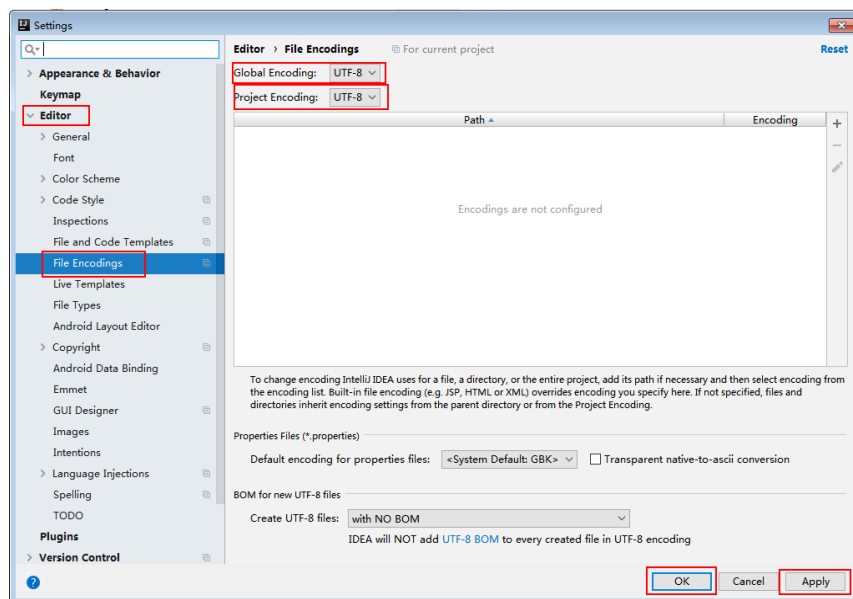 Settings
Editor › File Encodings For current project Reset
Appearance & Behavior
Keymap
Editor
General
Font
Color Scheme
Code Style
Inspections
File and Code Templates
File Encodings
Live Templates
File Types
Android Layout Editor
Copyright
Android Data Binding
Emmet
GUI Designer
Images
Intentions
Language Injections
Spelling
TODO
Plugins
Version Control
Global Encoding: UTF-8
Project Encoding: UTF-8
Path Encoding
Encodings are not configured
To change encoding IntelliJ IDEA uses for a file, a directory, or the entire project, add its path if necessary and then select encoding from
the encoding list. Built-in file encoding (e.g. JSP, HTML or XML) overrides encoding you specify here. If not specified, files and
directories inherit encoding settings from the parent directory or from the Project Encoding.
Properties Files (*.properties)
Default encoding for properties files: <System Default: GBK> Transparent native-to-ascii conversion
BOM for new UTF-8 files
Create UTF-8 files: with NO BOM
IDEA will NOT add UTF-8 BOM to every created file in UTF-8 encoding
? OK Cancel Apply